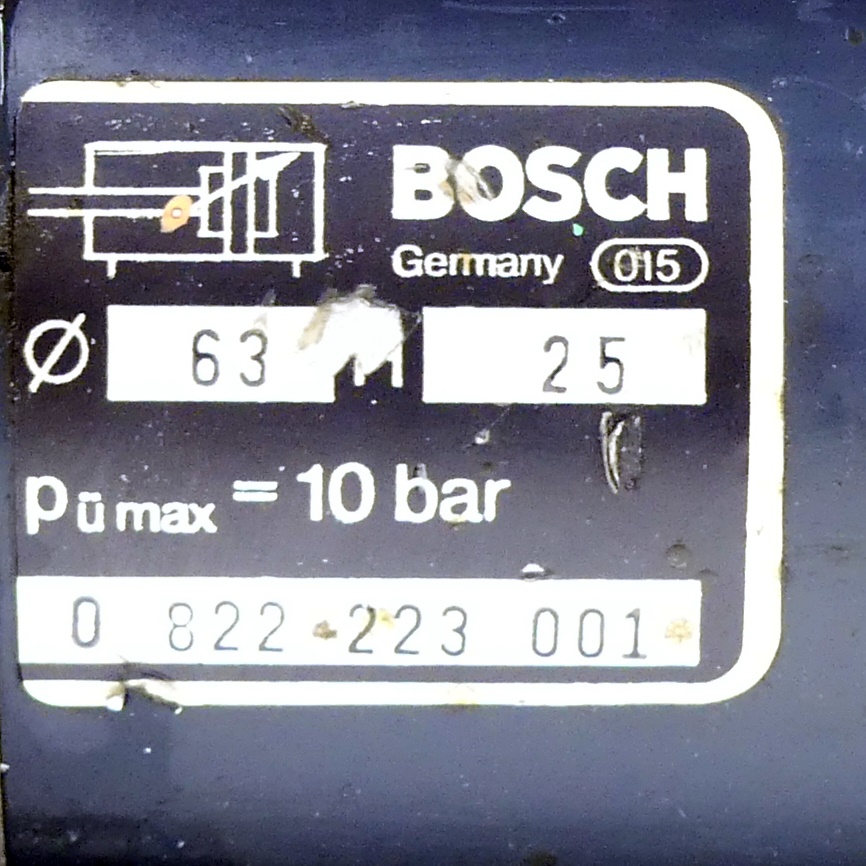 BOSCH
Germany 015
Ø 63 H 25
pü max = 10 bar
0 822 223 001